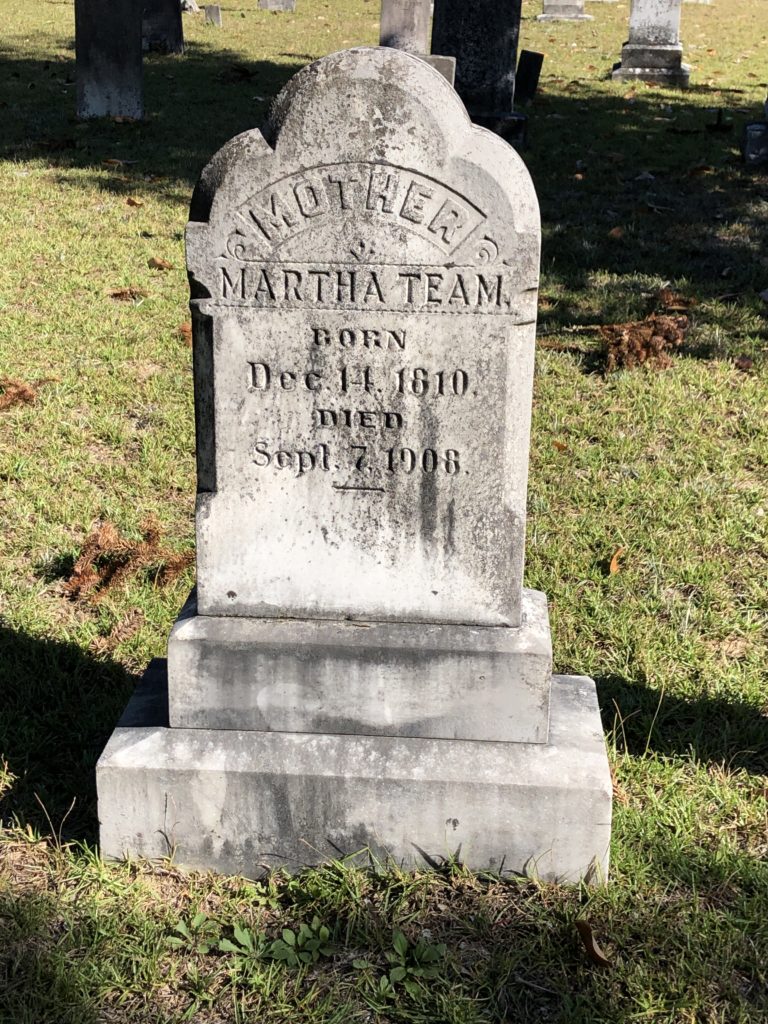 MOTHER
MARTHA TEAM,
BORN
Dec. 14, 1810.
DIED
Sept. 7, 1908.